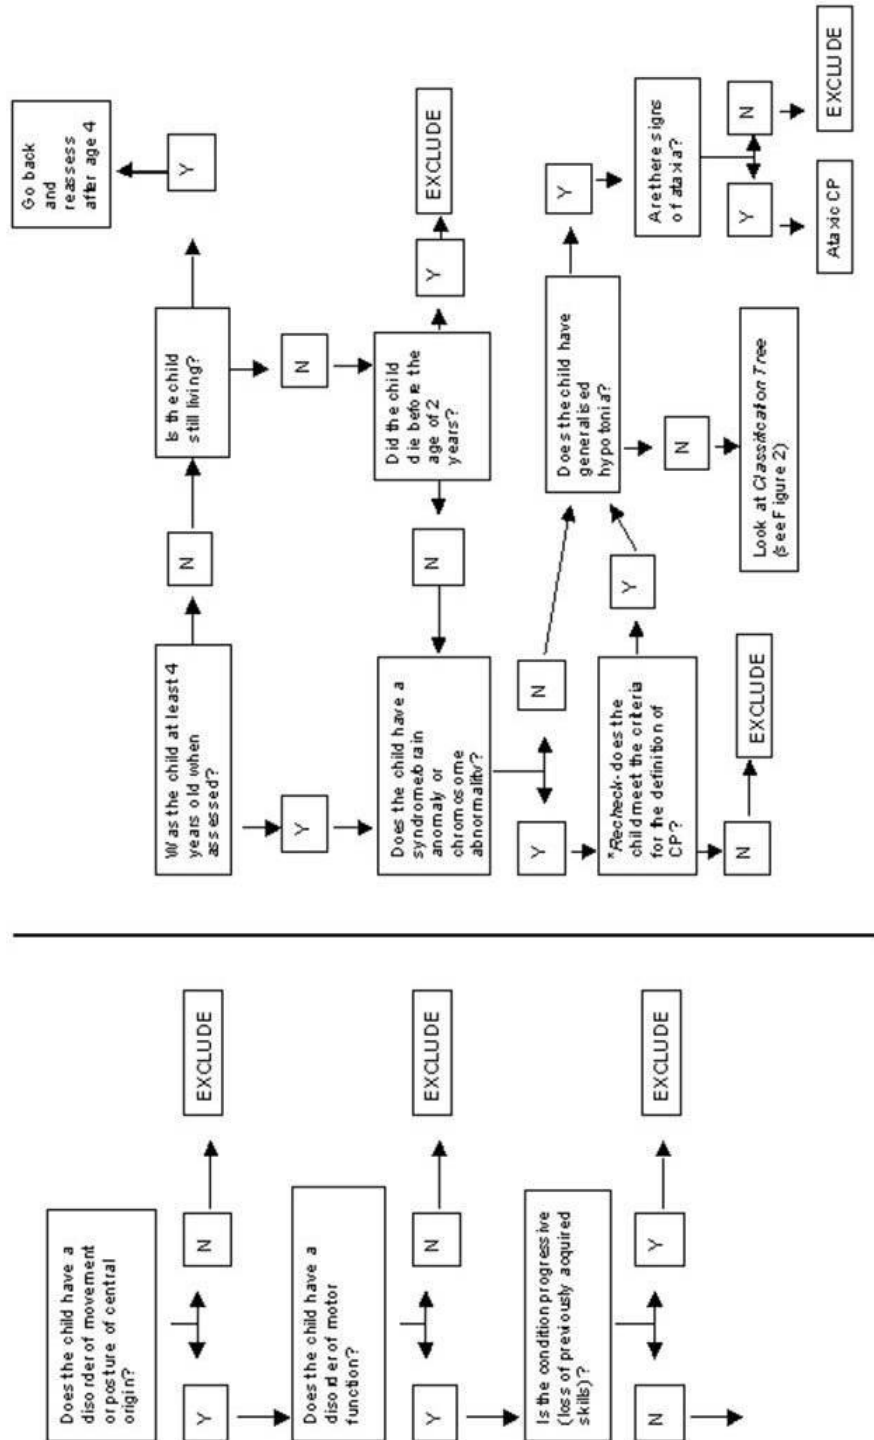 Does the child have a
disorder of movement
or posture of central
origin?
Y
N
EXCLUDE
Does the child have a
disorder of motor
function?
Y
N
EXCLUDE
Is the condition progressive
(loss of previously acquired
skills)?
N
Y
EXCLUDE
Was the child at least 4
years old when
assessed?
N
Is the child
still living?
Y
Go back
and
reassess
after age 4
Y
N
Does the child have a
syndrome/brain
anomaly or
chromosome
abnormality?
N
Did the child
die before the
age of 2
years?
Y
EXCLUDE
Y
N
*Recheck- does the
child meet the criteria
for the definition of
CP?
Y
N
EXCLUDE
Does the child have
generalised
hypotonia?
Y
N
Look at Classification Tree
(see Figure 2)
Are there signs
of ataxia?
Y
N
Ataxic CP
EXCLUDE